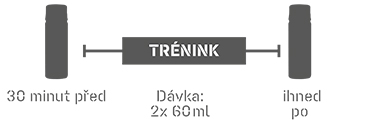 TRÉNINK
30 minut před
Dávka:
2x 60ml
ihned
po